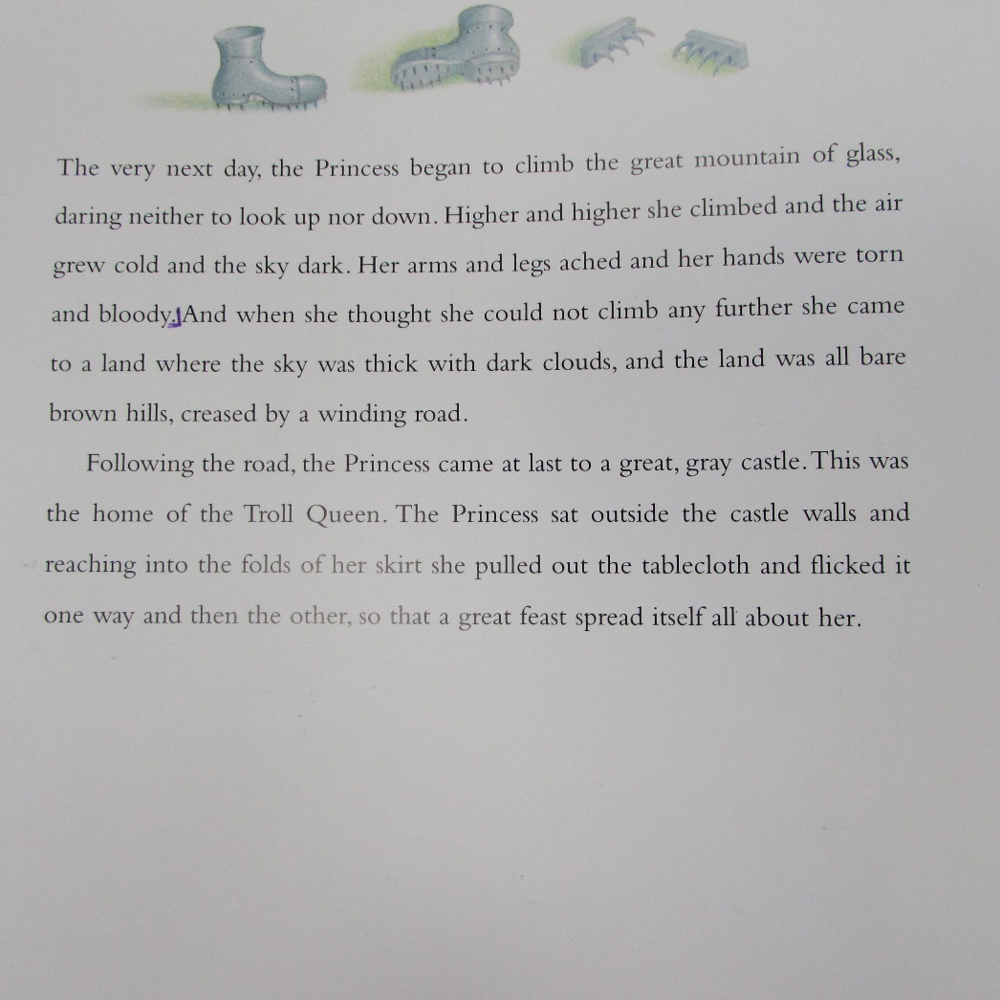 The very next day, the Princess began to climb the great mountain of glass,
daring neither to look up nor down. Higher and higher she climbed and the air
grew cold and the sky dark. Her arms and legs ached and her hands were torn
and bloody. And when she thought she could not climb any further she came
to a land where the sky was thick with dark clouds, and the land was all bare
brown hills, creased by a winding road.
Following the road, the Princess came at last to a great, gray castle. This was
the home of the Troll Queen. The Princess sat outside the castle walls and
reaching into the folds of her skirt she pulled out the tablecloth and flicked it
one way and then the other, so that a great feast spread itself all about her.